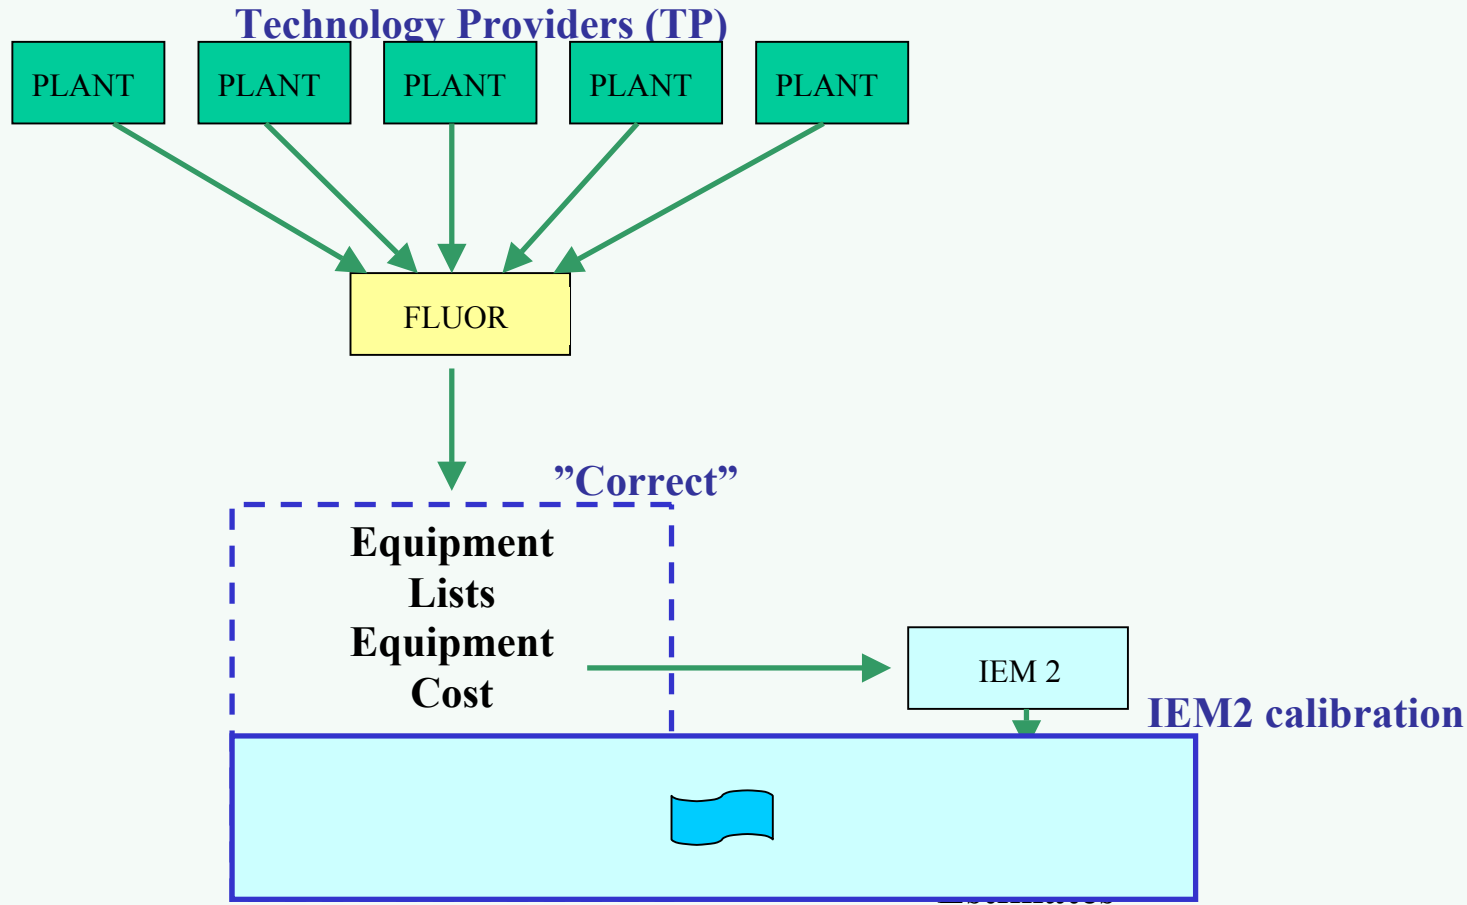 Technology Providers (TP)
PLANT PLANT PLANT PLANT PLANT
FLUOR
”Correct”
Equipment
Lists
Equipment
Cost
IEM 2
IEM2 calibration